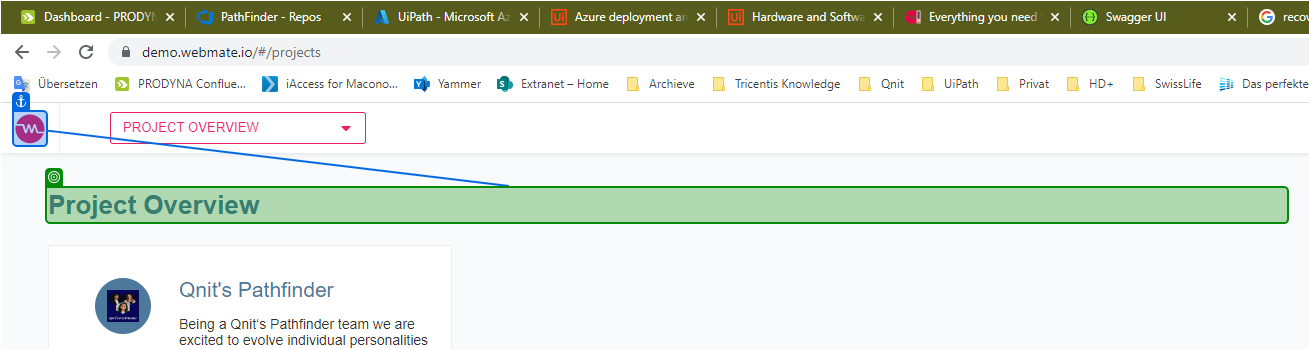 Dashboard - PRODYN PathFinder - Repos UiPath - Microsoft Az Azure deployment ar Hardware and Softwa Everything you need Swagger UI recov
demo.webmate.io/#/projects
Übersetzen PRODYNA Conflue... iAccess for Macono... Yammer Extranet – Home Archieve Tricentis Knowledge Qnit UiPath Privat HD+ SwissLife Das perfekte
PROJECT OVERVIEW
Project Overview
Qnit's Pathfinder
Being a Qnit's Pathfinder team we are
excited to evolve individual personalities